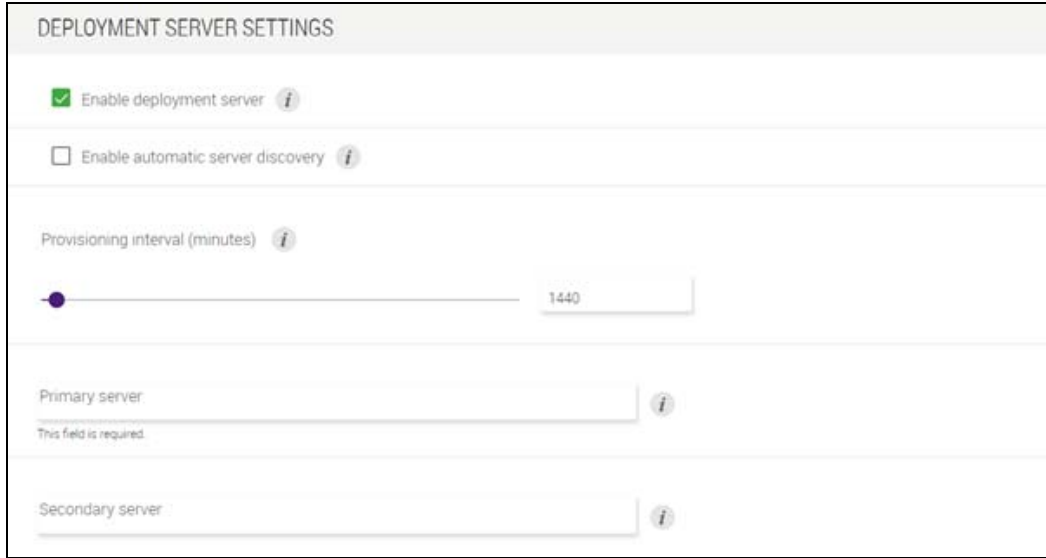 DEPLOYMENT SERVER SETTINGS
Enable deployment server i
Enable automatic server discovery i
Provisioning interval (minutes) i
1440
Primary server i
This field is required.
Secondary server i